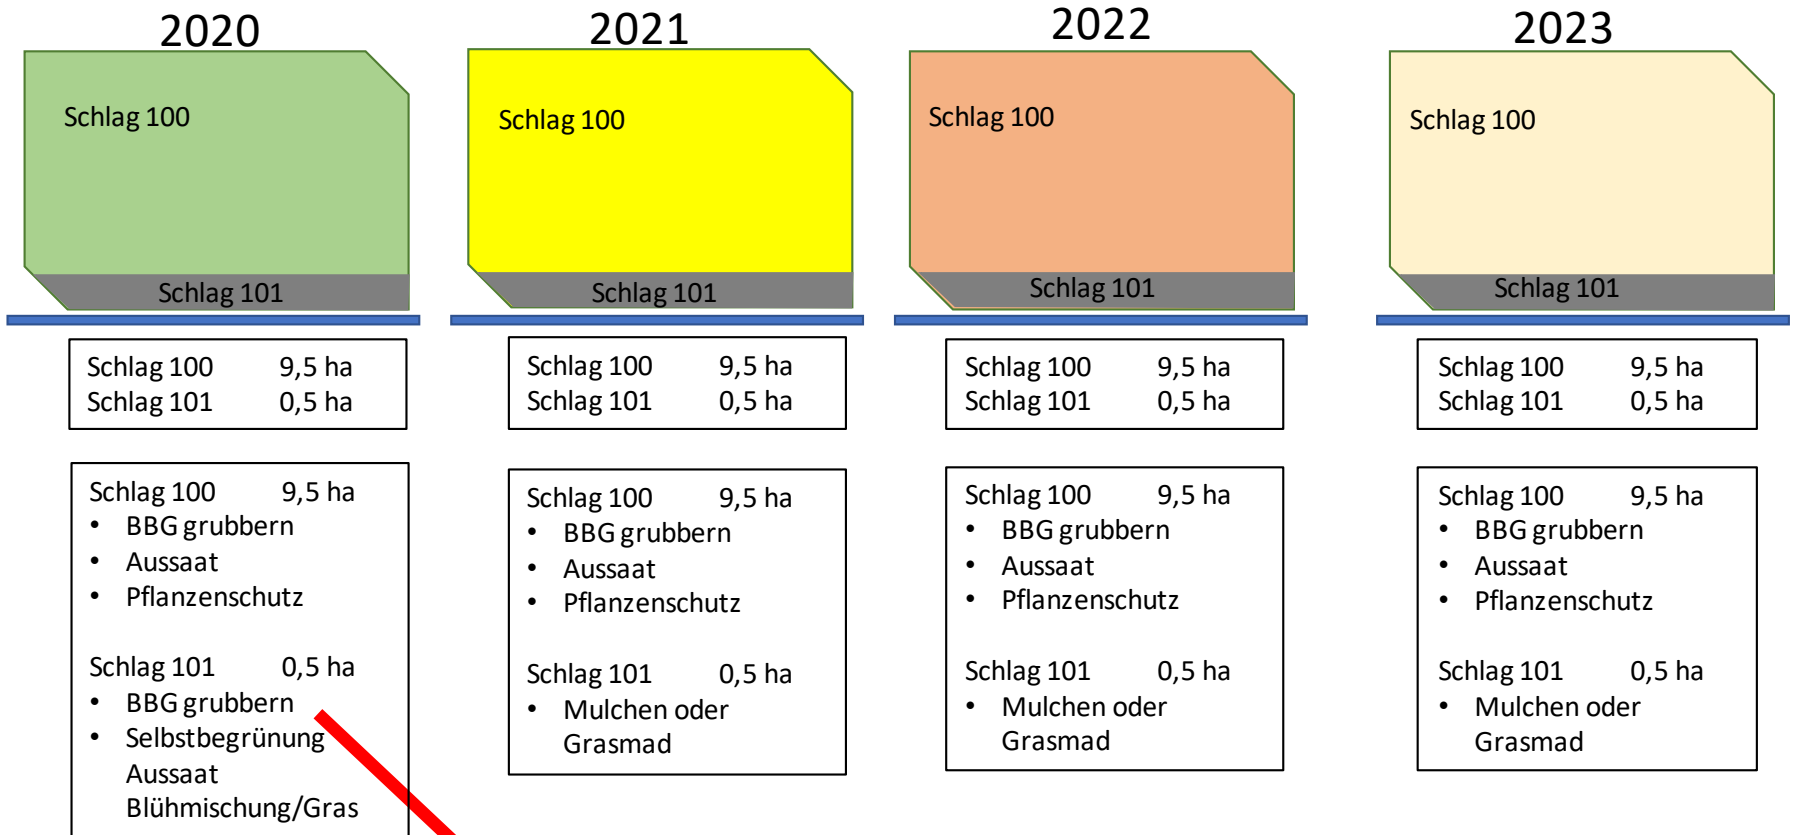 2020
Schlag 100
Schlag 101
Schlag 100 9,5 ha
Schlag 101 0,5 ha
Schlag 100 9,5 ha
• BBG grubbern
• Aussaat
• Pflanzenschutz
Schlag 101 0,5 ha
• BBG grubbern
• Selbstbegrünung
Aussaat
Blühmischung/Gras
2021
Schlag 100
Schlag 101
Schlag 100 9,5 ha
Schlag 101 0,5 ha
Schlag 100 9,5 ha
• BBG grubbern
• Aussaat
• Pflanzenschutz
Schlag 101 0,5 ha
• Mulchen oder
Grasmad
2022
Schlag 100
Schlag 101
Schlag 100 9,5 ha
Schlag 101 0,5 ha
Schlag 100 9,5 ha
• BBG grubbern
• Aussaat
• Pflanzenschutz
Schlag 101 0,5 ha
• Mulchen oder
Grasmad
2023
Schlag 100
Schlag 101
Schlag 100 9,5 ha
Schlag 101 0,5 ha
Schlag 100 9,5 ha
• BBG grubbern
• Aussaat
• Pflanzenschutz
Schlag 101 0,5 ha
• Mulchen oder
Grasmad